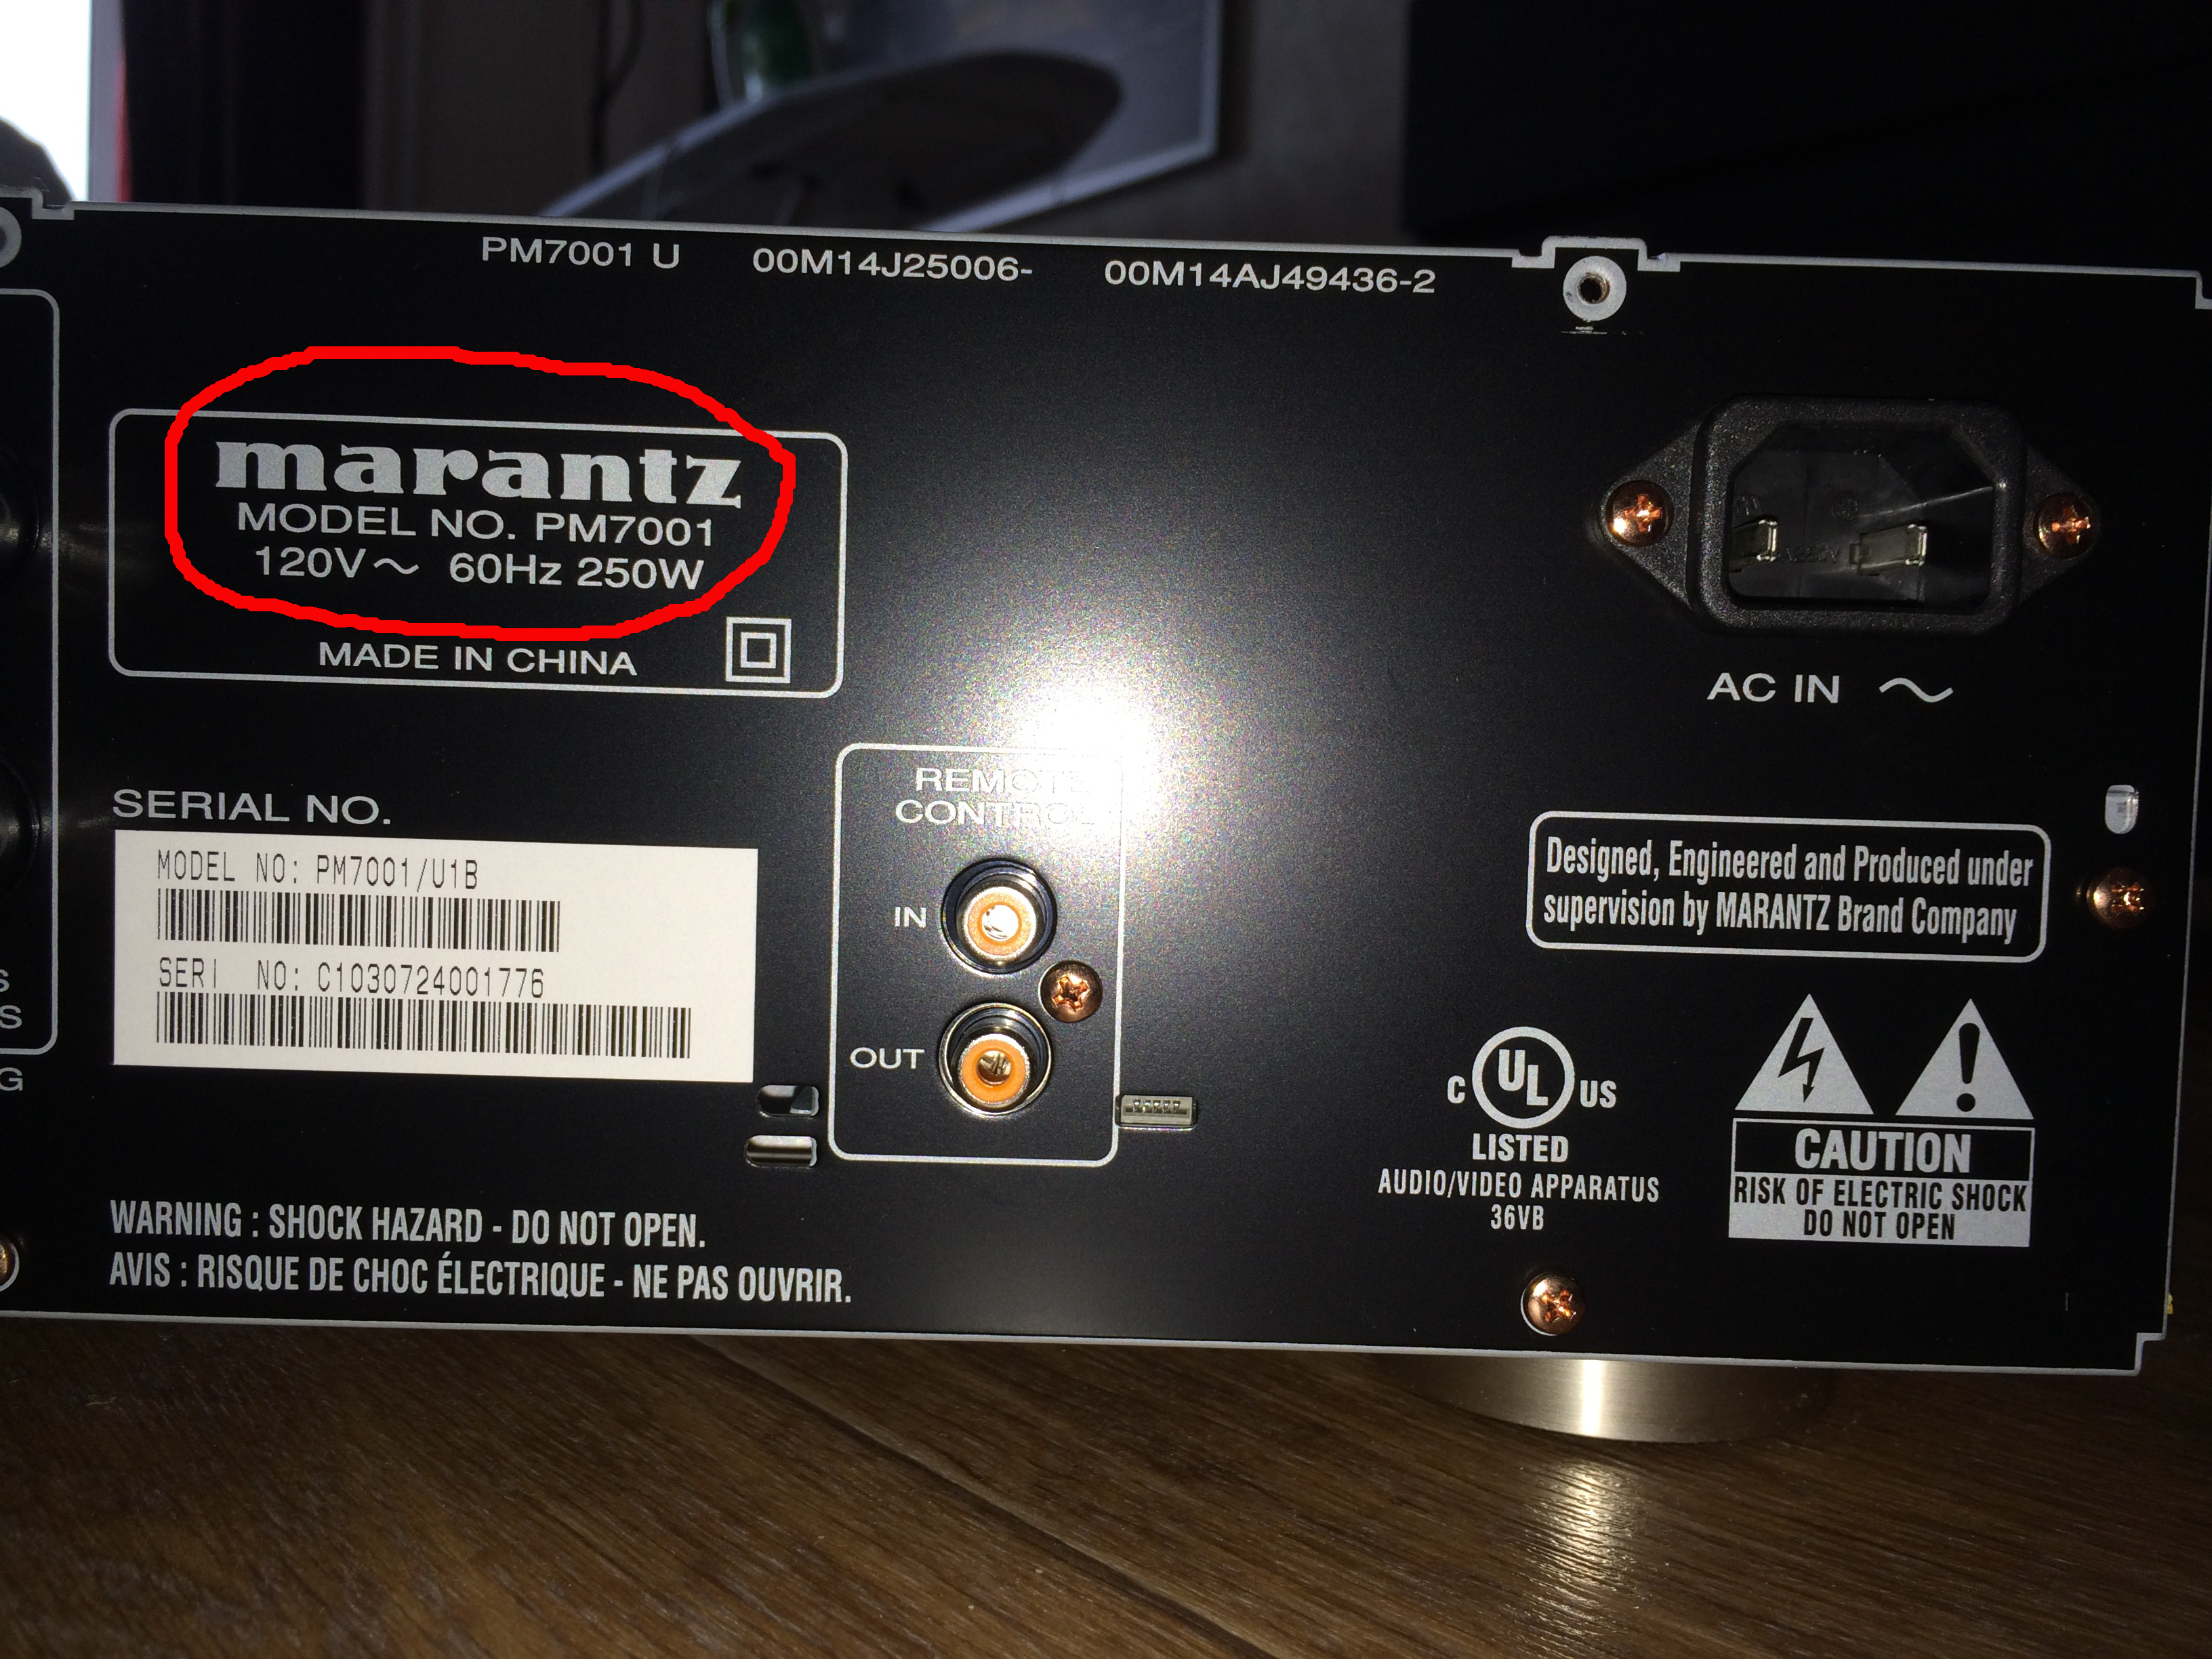 PM7001 U 00M14J25006- 00M14AJ49436-2
marantz
MODEL NO. PM7001
120V～ 60Hz 250W
MADE IN CHINA
AC IN ～
SERIAL NO.
MODEL NO: PM7001/U1B
SERI NO: C1030724001776
REMOTE
CONTROL
IN
OUT
Designed, Engineered and Produced under
supervision by MARANTZ Brand Company
S
S
G
C UL US
LISTED
AUDIO/VIDEO APPARATUS
36VB
CAUTION
RISK OF ELECTRIC SHOCK
DO NOT OPEN
WARNING : SHOCK HAZARD - DO NOT OPEN.
AVIS : RISQUE DE CHOC ÉLECTRIQUE - NE PAS OUVRIR.